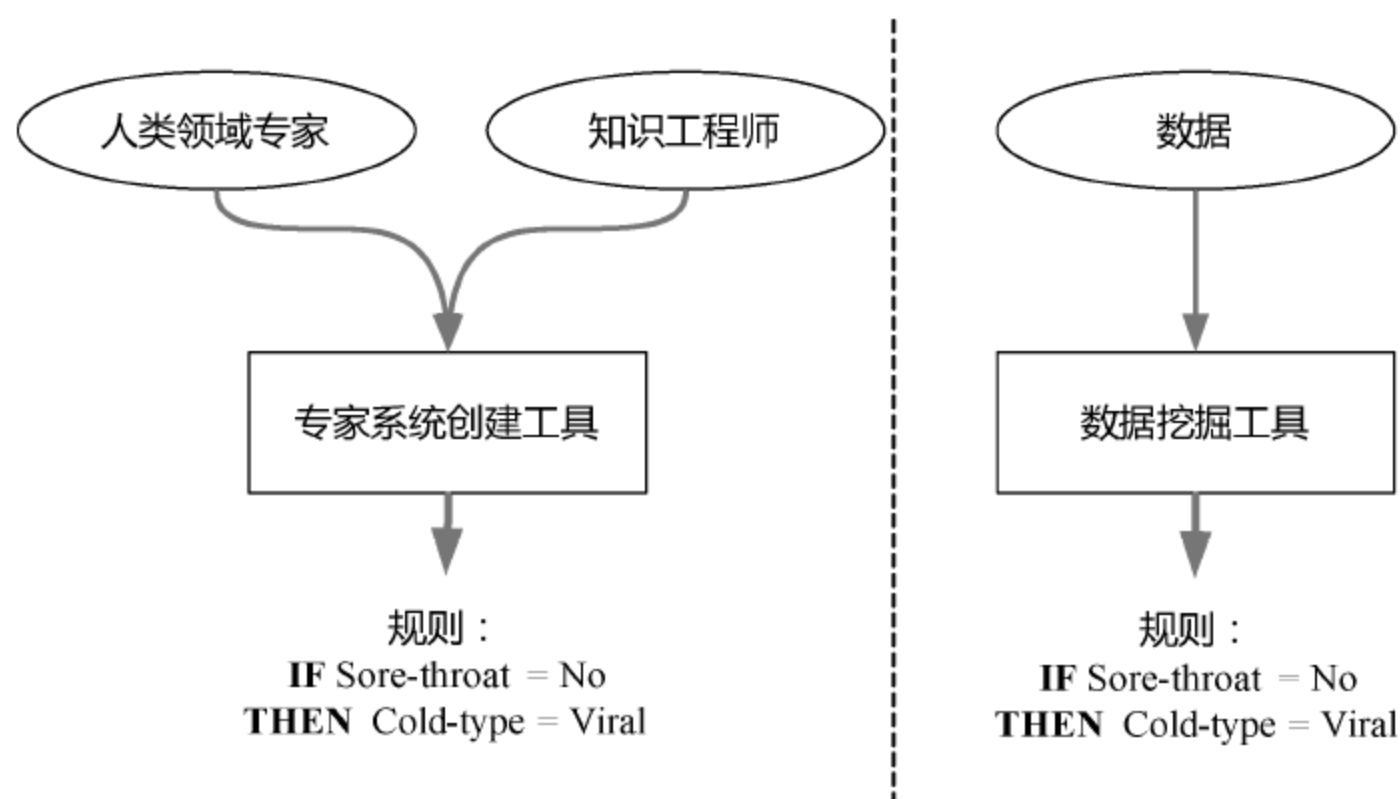 人类领域专家
知识工程师
专家系统创建工具
规则：
IF Sore-throat = No
THEN Cold-type = Viral
数据
数据挖掘工具
规则：
IF Sore-throat = No
THEN Cold-type = Viral